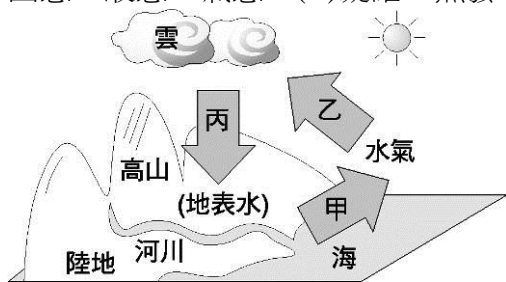 雲
丙
乙
水氣
高山
(地表水)
甲
河川
海
陸地